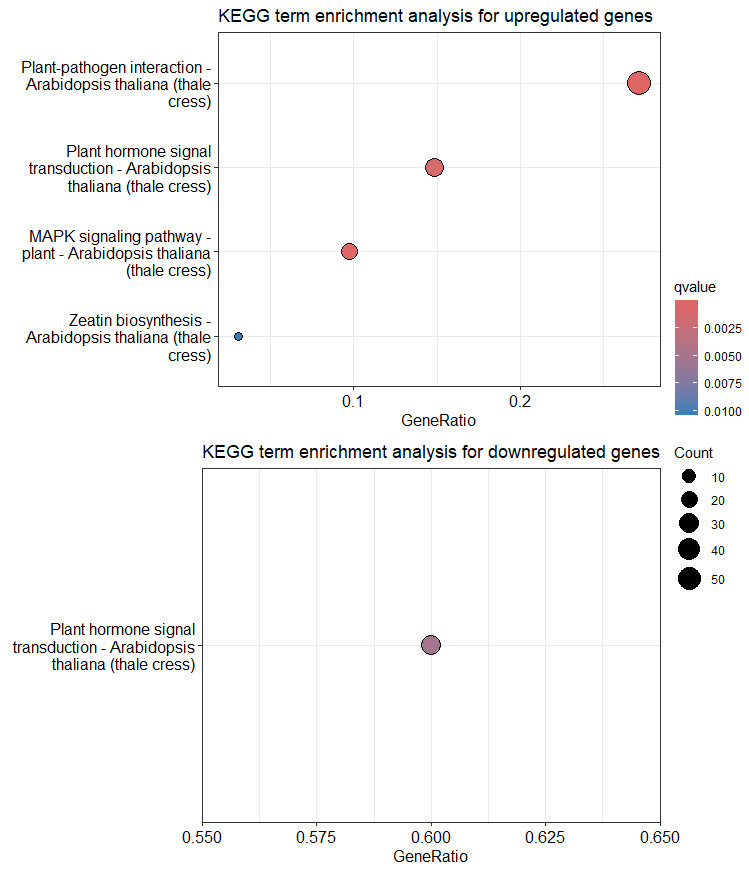 KEGG term enrichment analysis for upregulated genes
Plant-pathogen interaction -
Arabidopsis thaliana (thale
cress)
Plant hormone signal
transduction - Arabidopsis
thaliana (thale cress)
MAPK signaling pathway -
plant - Arabidopsis thaliana
(thale cress)
Zeatin biosynthesis -
Arabidopsis thaliana (thale
cress)
0.1
0.2
GeneRatio
qvalue
0.0025
0.0050
0.0075
0.0100
Count
10
20
30
40
50
KEGG term enrichment analysis for downregulated genes
Plant hormone signal
transduction - Arabidopsis
thaliana (thale cress)
0.550
0.575
0.600
0.625
0.650
GeneRatio